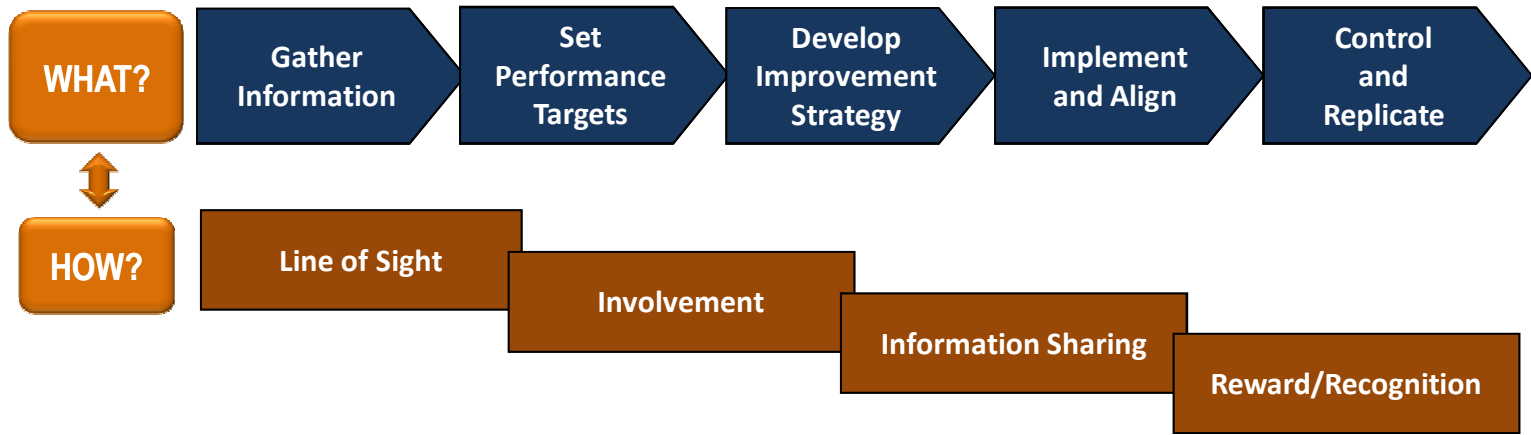 WHAT?
Gather
Information
Set
Performance
Targets
Develop
Improvement
Strategy
Implement
and Align
Control
and
Replicate
HOW?
Line of Sight
Involvement
Information Sharing
Reward/Recognition